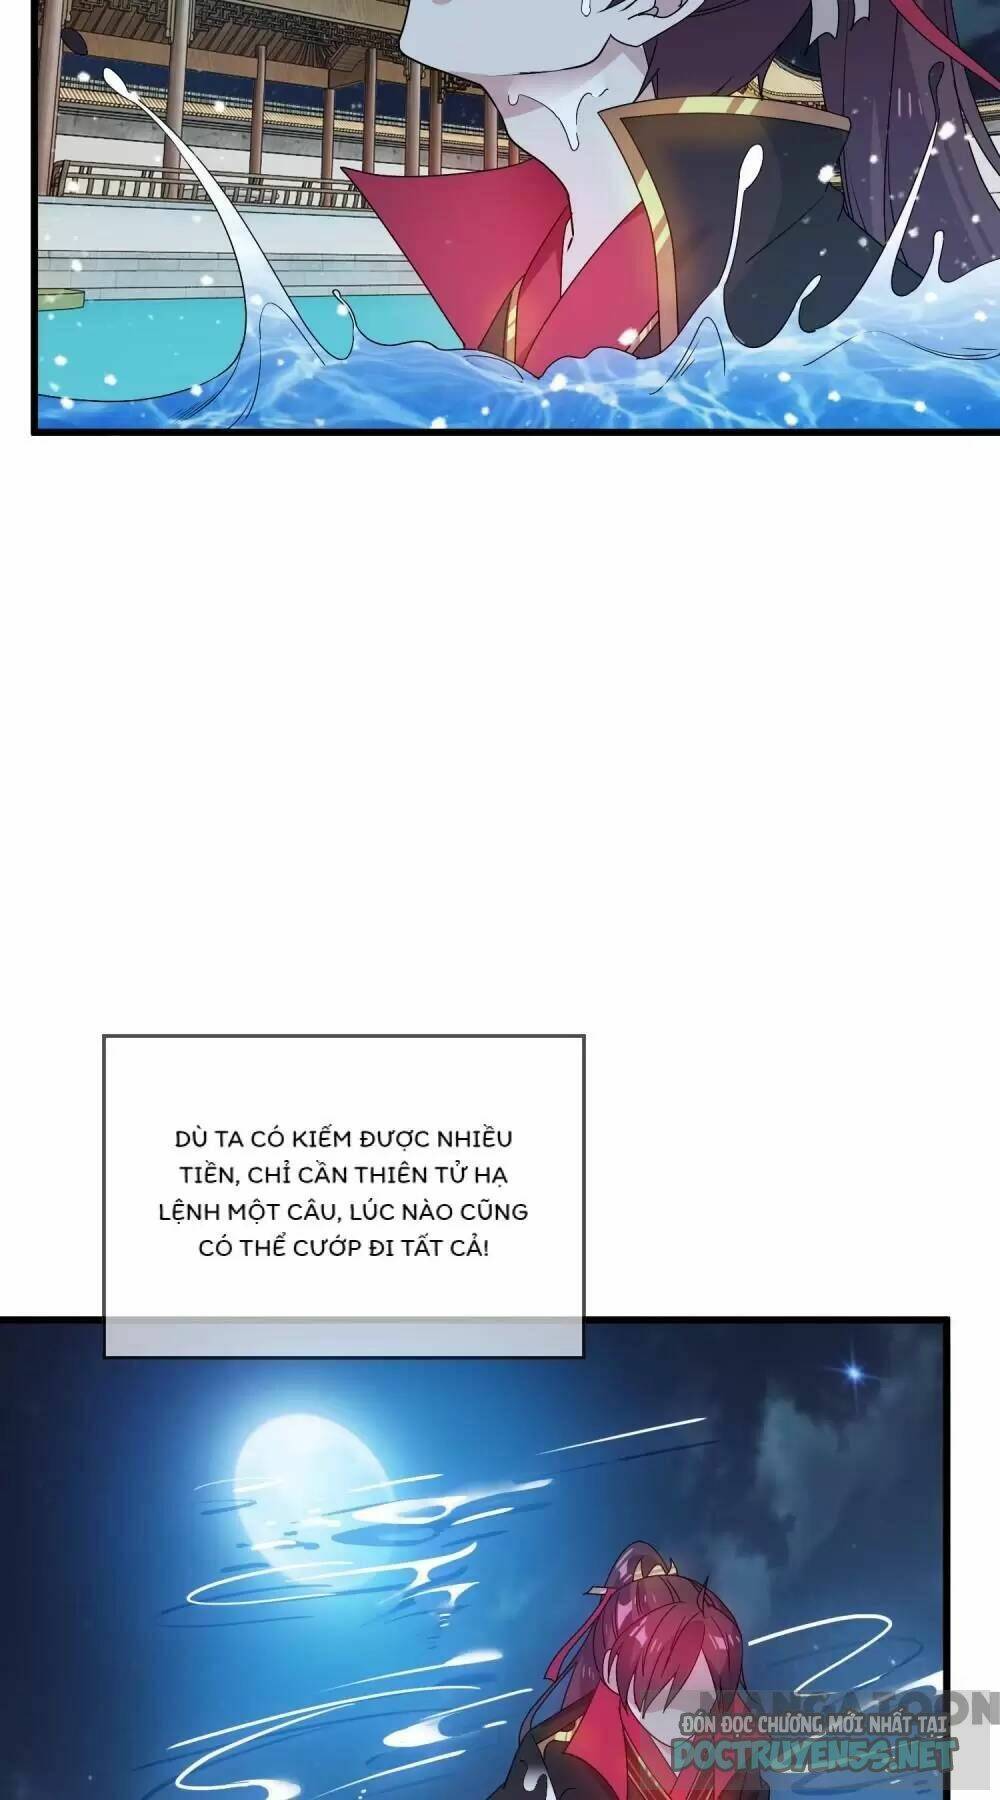 DÙ TA CÓ KIẾM ĐƯỢC NHIỀU
TIỀN, CHỈ CẦN THIÊN TỬ HẠ
LỆNH MỘT CÂU, LÚC NÀO CŨNG
CÓ THỂ CƯỚP ĐI TẤT CẢ!
MANGATOON
ĐÓN ĐỌC CHƯƠNG MỚI NHẤT TẠI
DOCTRUYEN5S.NET